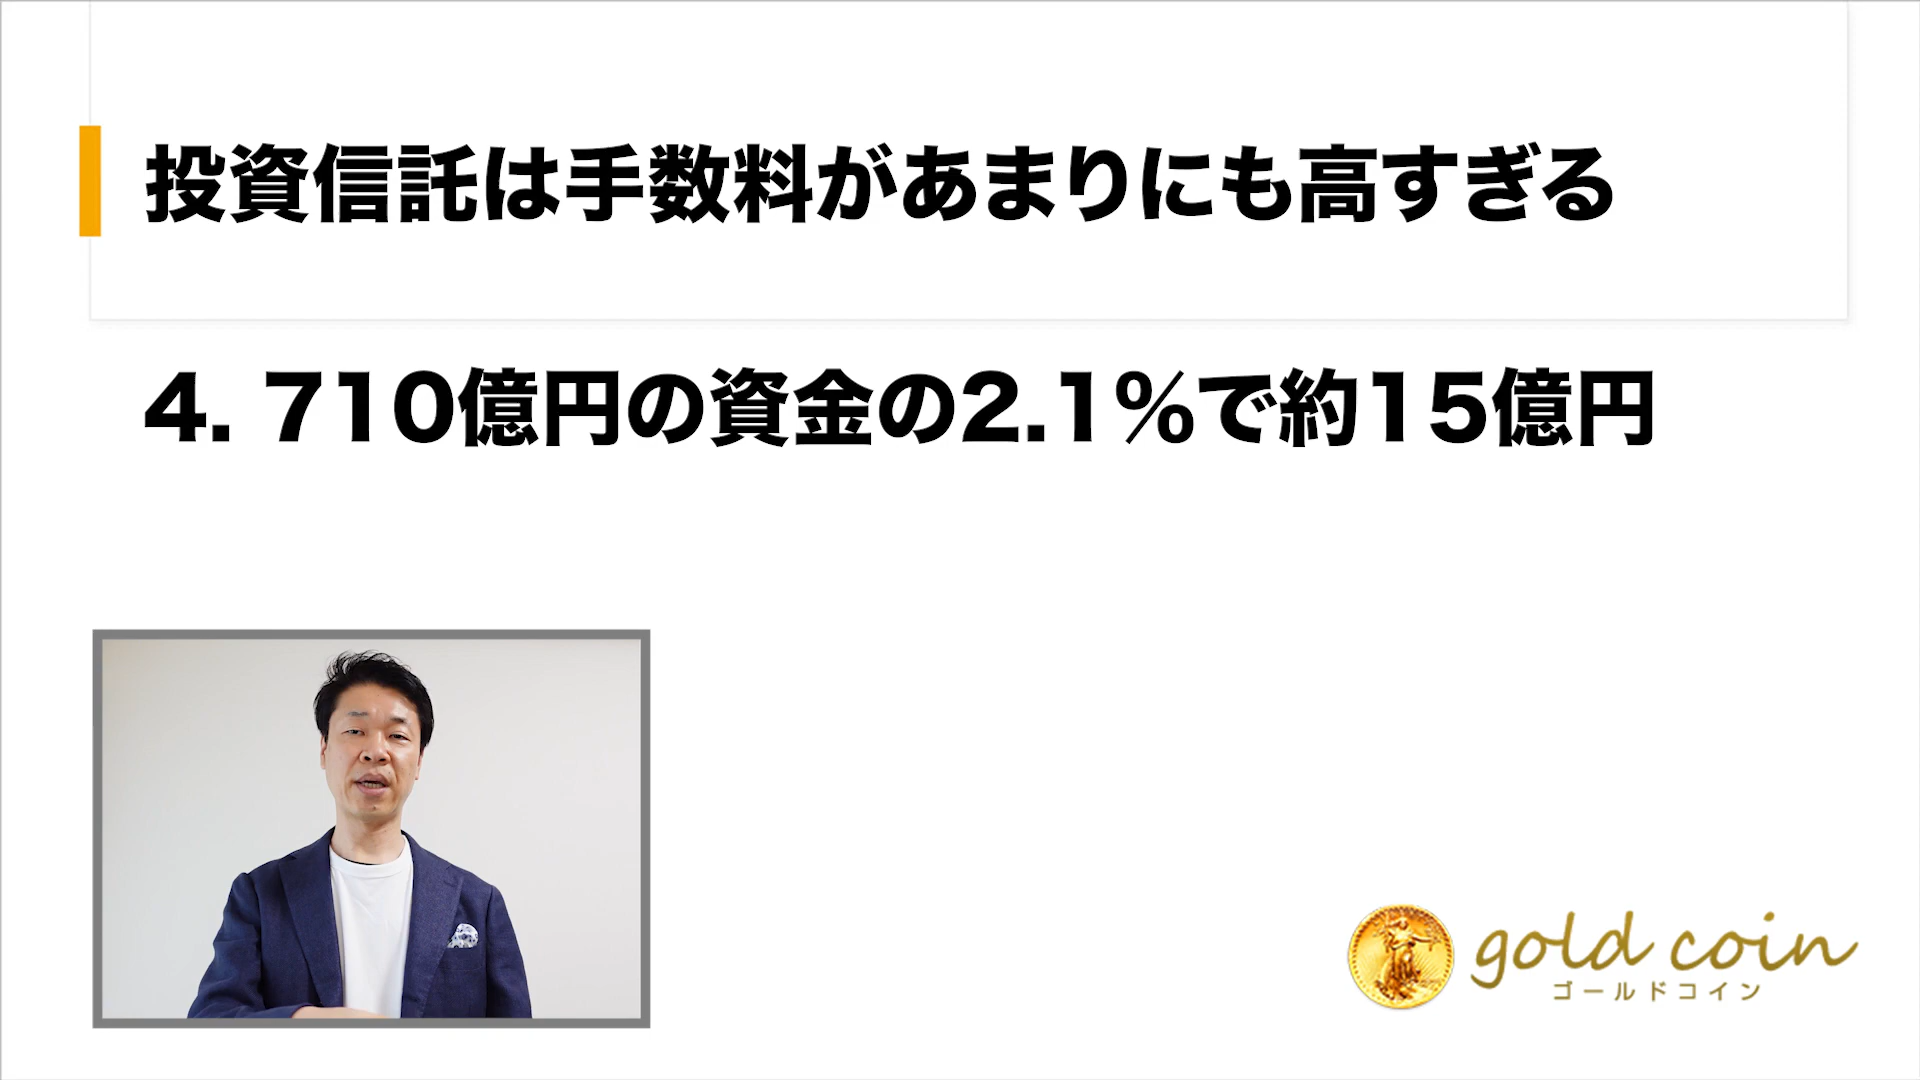 投資信託は手数料があまりにも高すぎる
4. 710億円の資金の2.1%で約15億円
gold coin
ゴールドコイン